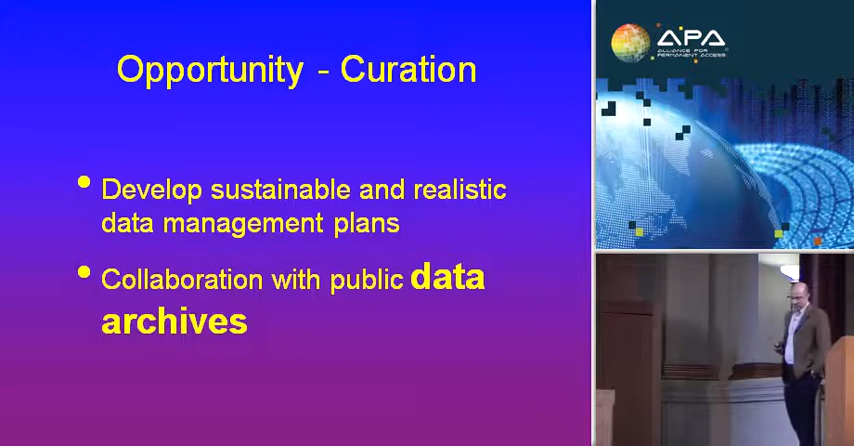 Opportunity - Curation
• Develop sustainable and realistic
data management plans
• Collaboration with public data
archives
APA
ALLIANCE FOR
PERMANENT ACCESS